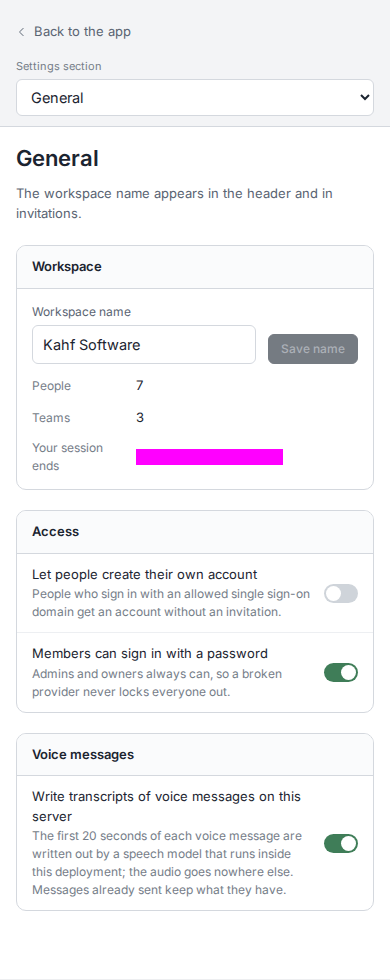 Back to the app
Settings section
General
General
The workspace name appears in the header and in
invitations.
Workspace
Workspace name
Kahf Software
Save name
People 7
Teams 3
Your session
ends
Access
Let people create their own account
People who sign in with an allowed single sign-on
domain get an account without an invitation.
Members can sign in with a password
Admins and owners always can, so a broken
provider never locks everyone out.
Voice messages
Write transcripts of voice messages on this
server
The first 20 seconds of each voice message are
written out by a speech model that runs inside
this deployment; the audio goes nowhere else.
Messages already sent keep what they have.